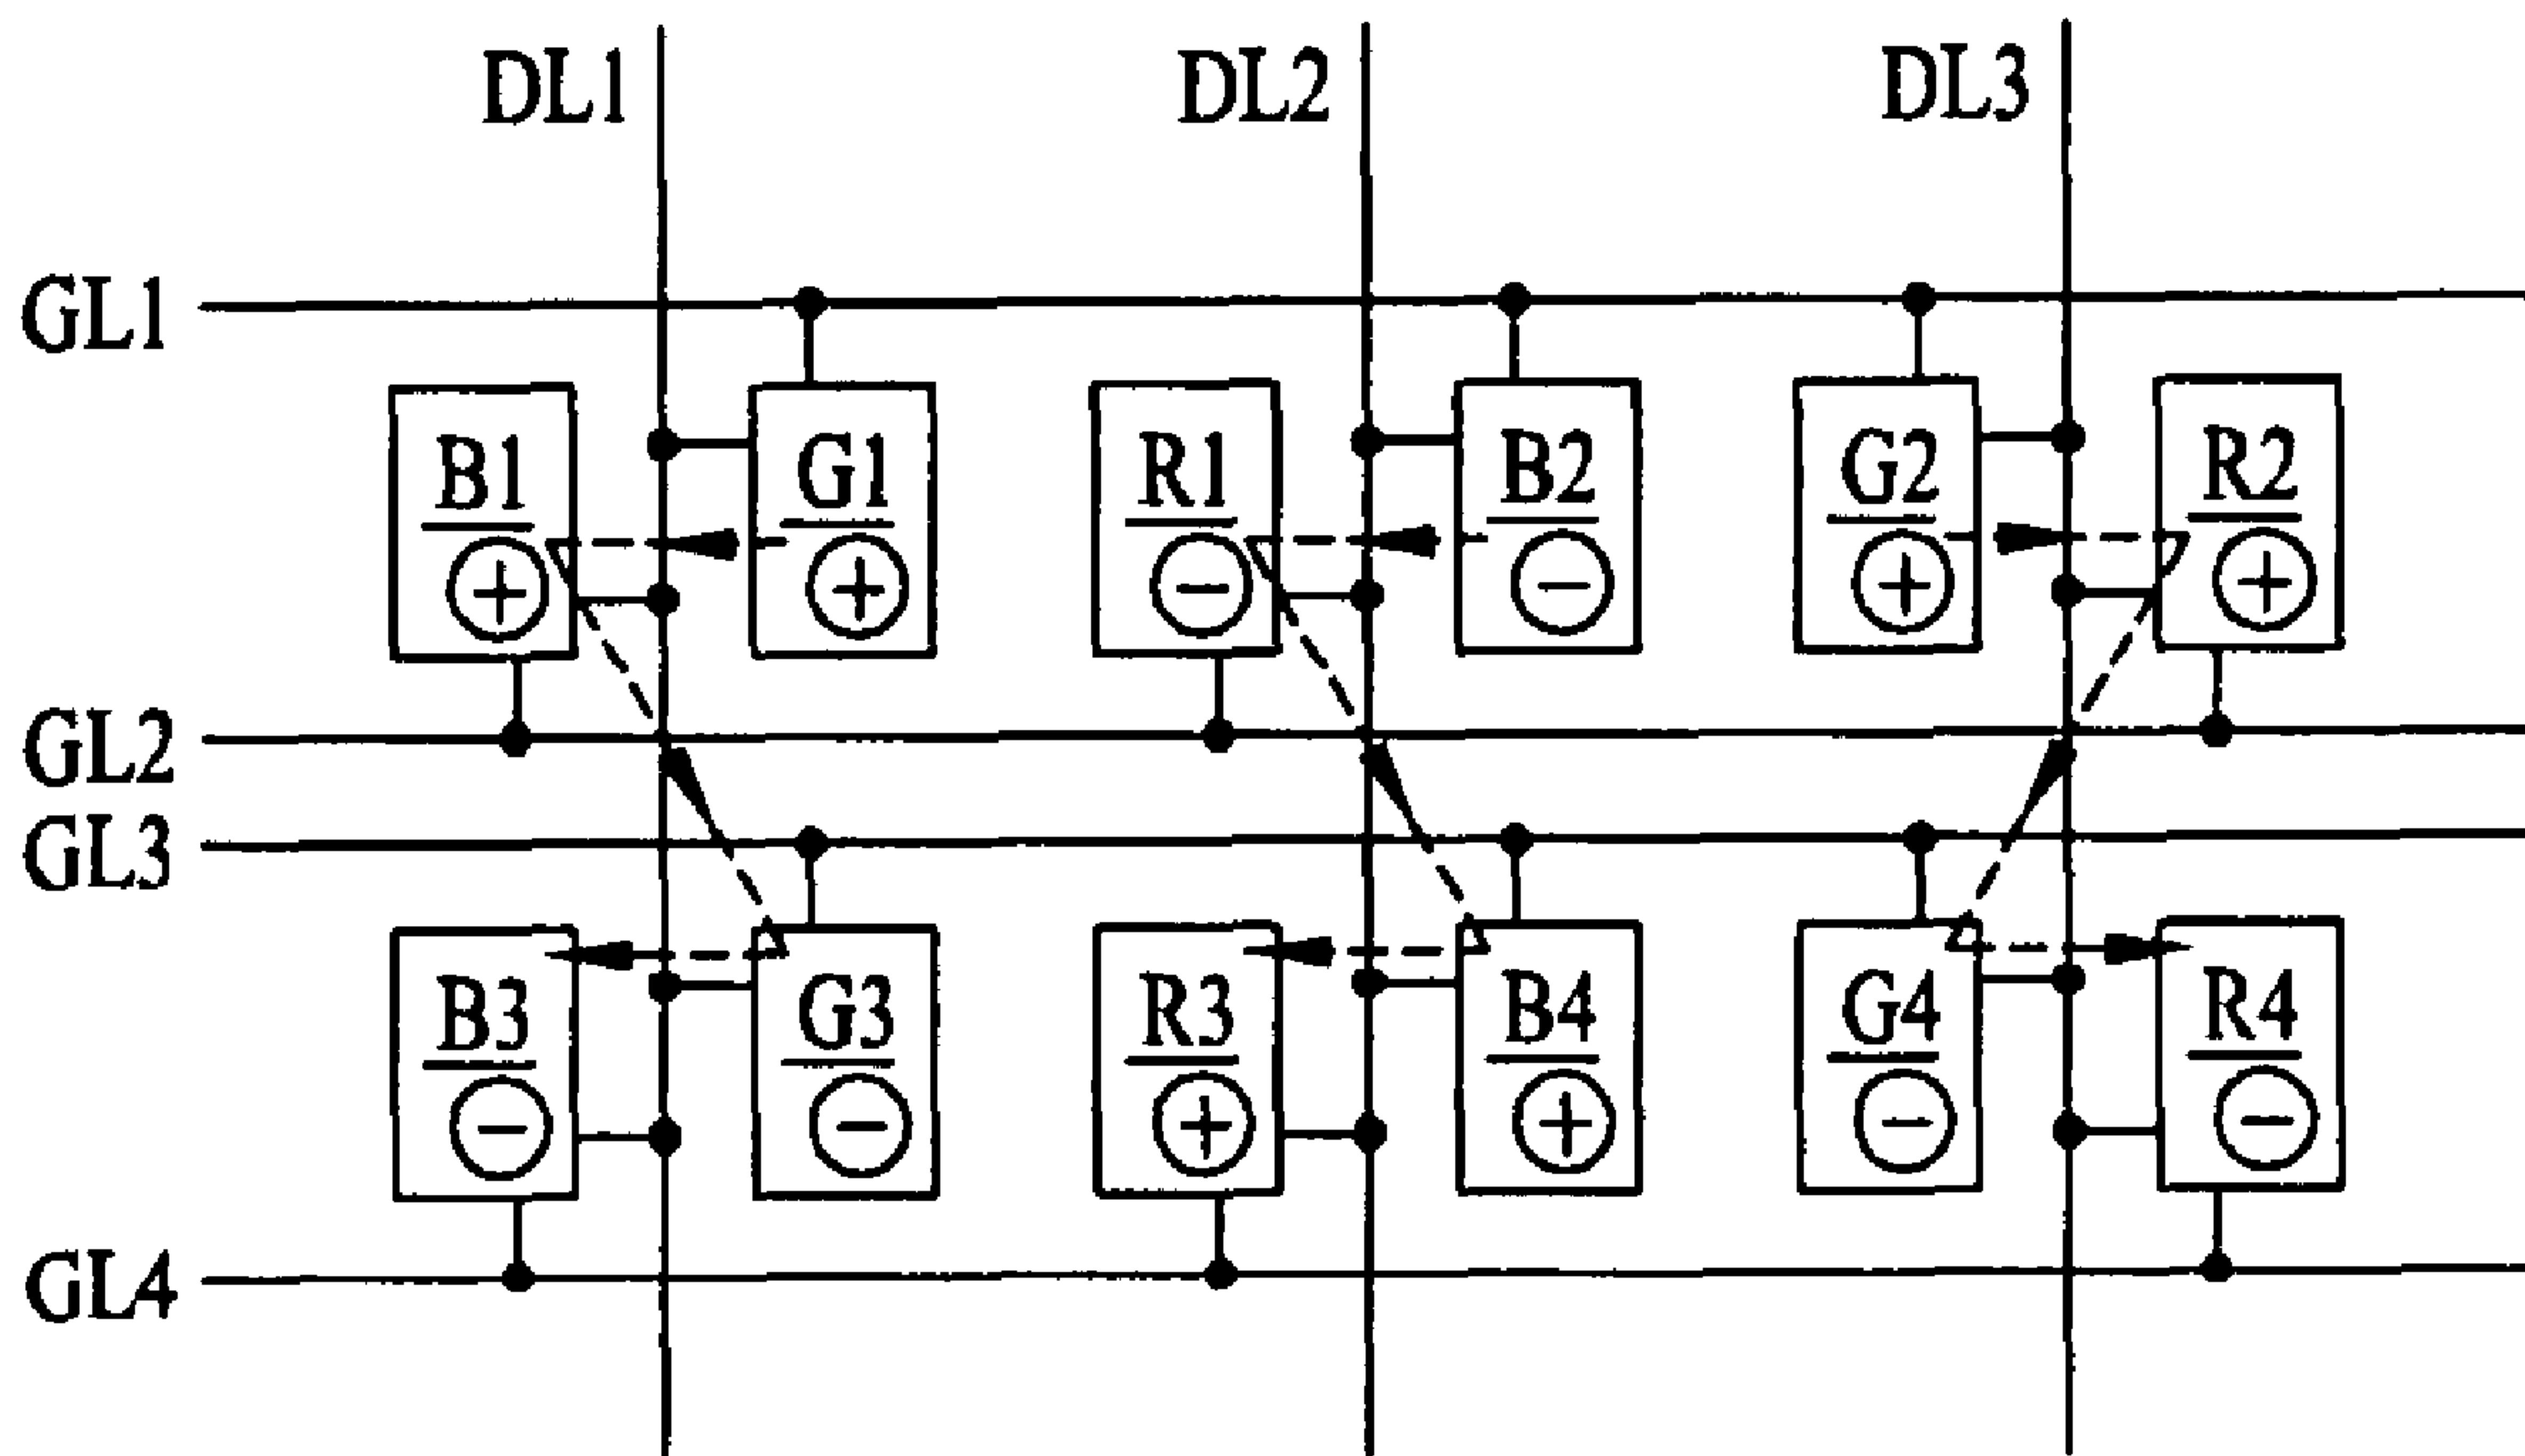 DL1 DL2 DL3
GL1
B1 G1 R1 B2 G2 R2
+ + − − + +
GL2
GL3
B3 G3 R3 B4 G4 R4
− − + + − −
GL4